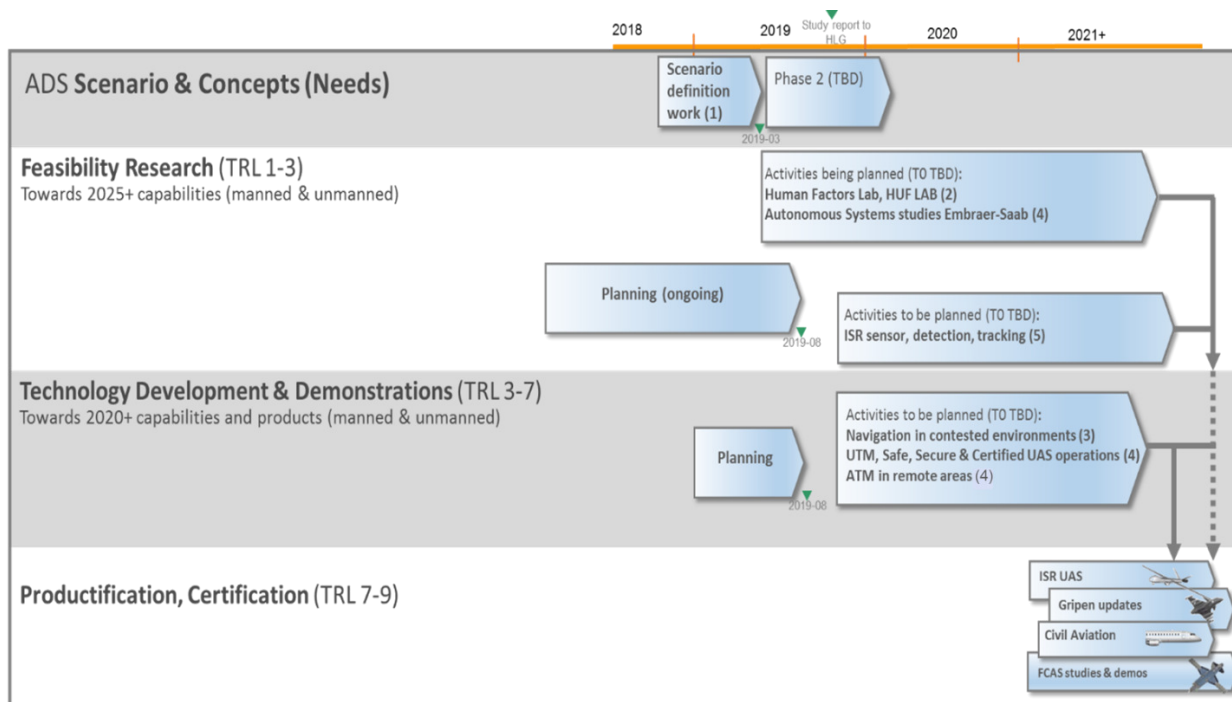 2018
2019
Study report to
HLG
2020
2021+
ADS Scenario & Concepts (Needs)
Scenario
definition
work (1)
Phase 2 (TBD)
2019-03
Feasibility Research (TRL 1-3)
Towards 2025+ capabilities (manned & unmanned)
Activities being planned (T0 TBD):
Human Factors Lab, HUF LAB (2)
Autonomous Systems studies Embraer-Saab (4)
Planning (ongoing)
2019-08
Activities to be planned (T0 TBD):
ISR sensor, detection, tracking (5)
Technology Development & Demonstrations (TRL 3-7)
Towards 2020+ capabilities and products (manned & unmanned)
Planning
2019-08
Activities to be planned (T0 TBD):
Navigation in contested environments (3)
UTM, Safe, Secure & Certified UAS operations (4)
ATM in remote areas (4)
Productification, Certification (TRL 7-9)
ISR UAS
Gripen updates
Civil Aviation
FCAS studies & demos